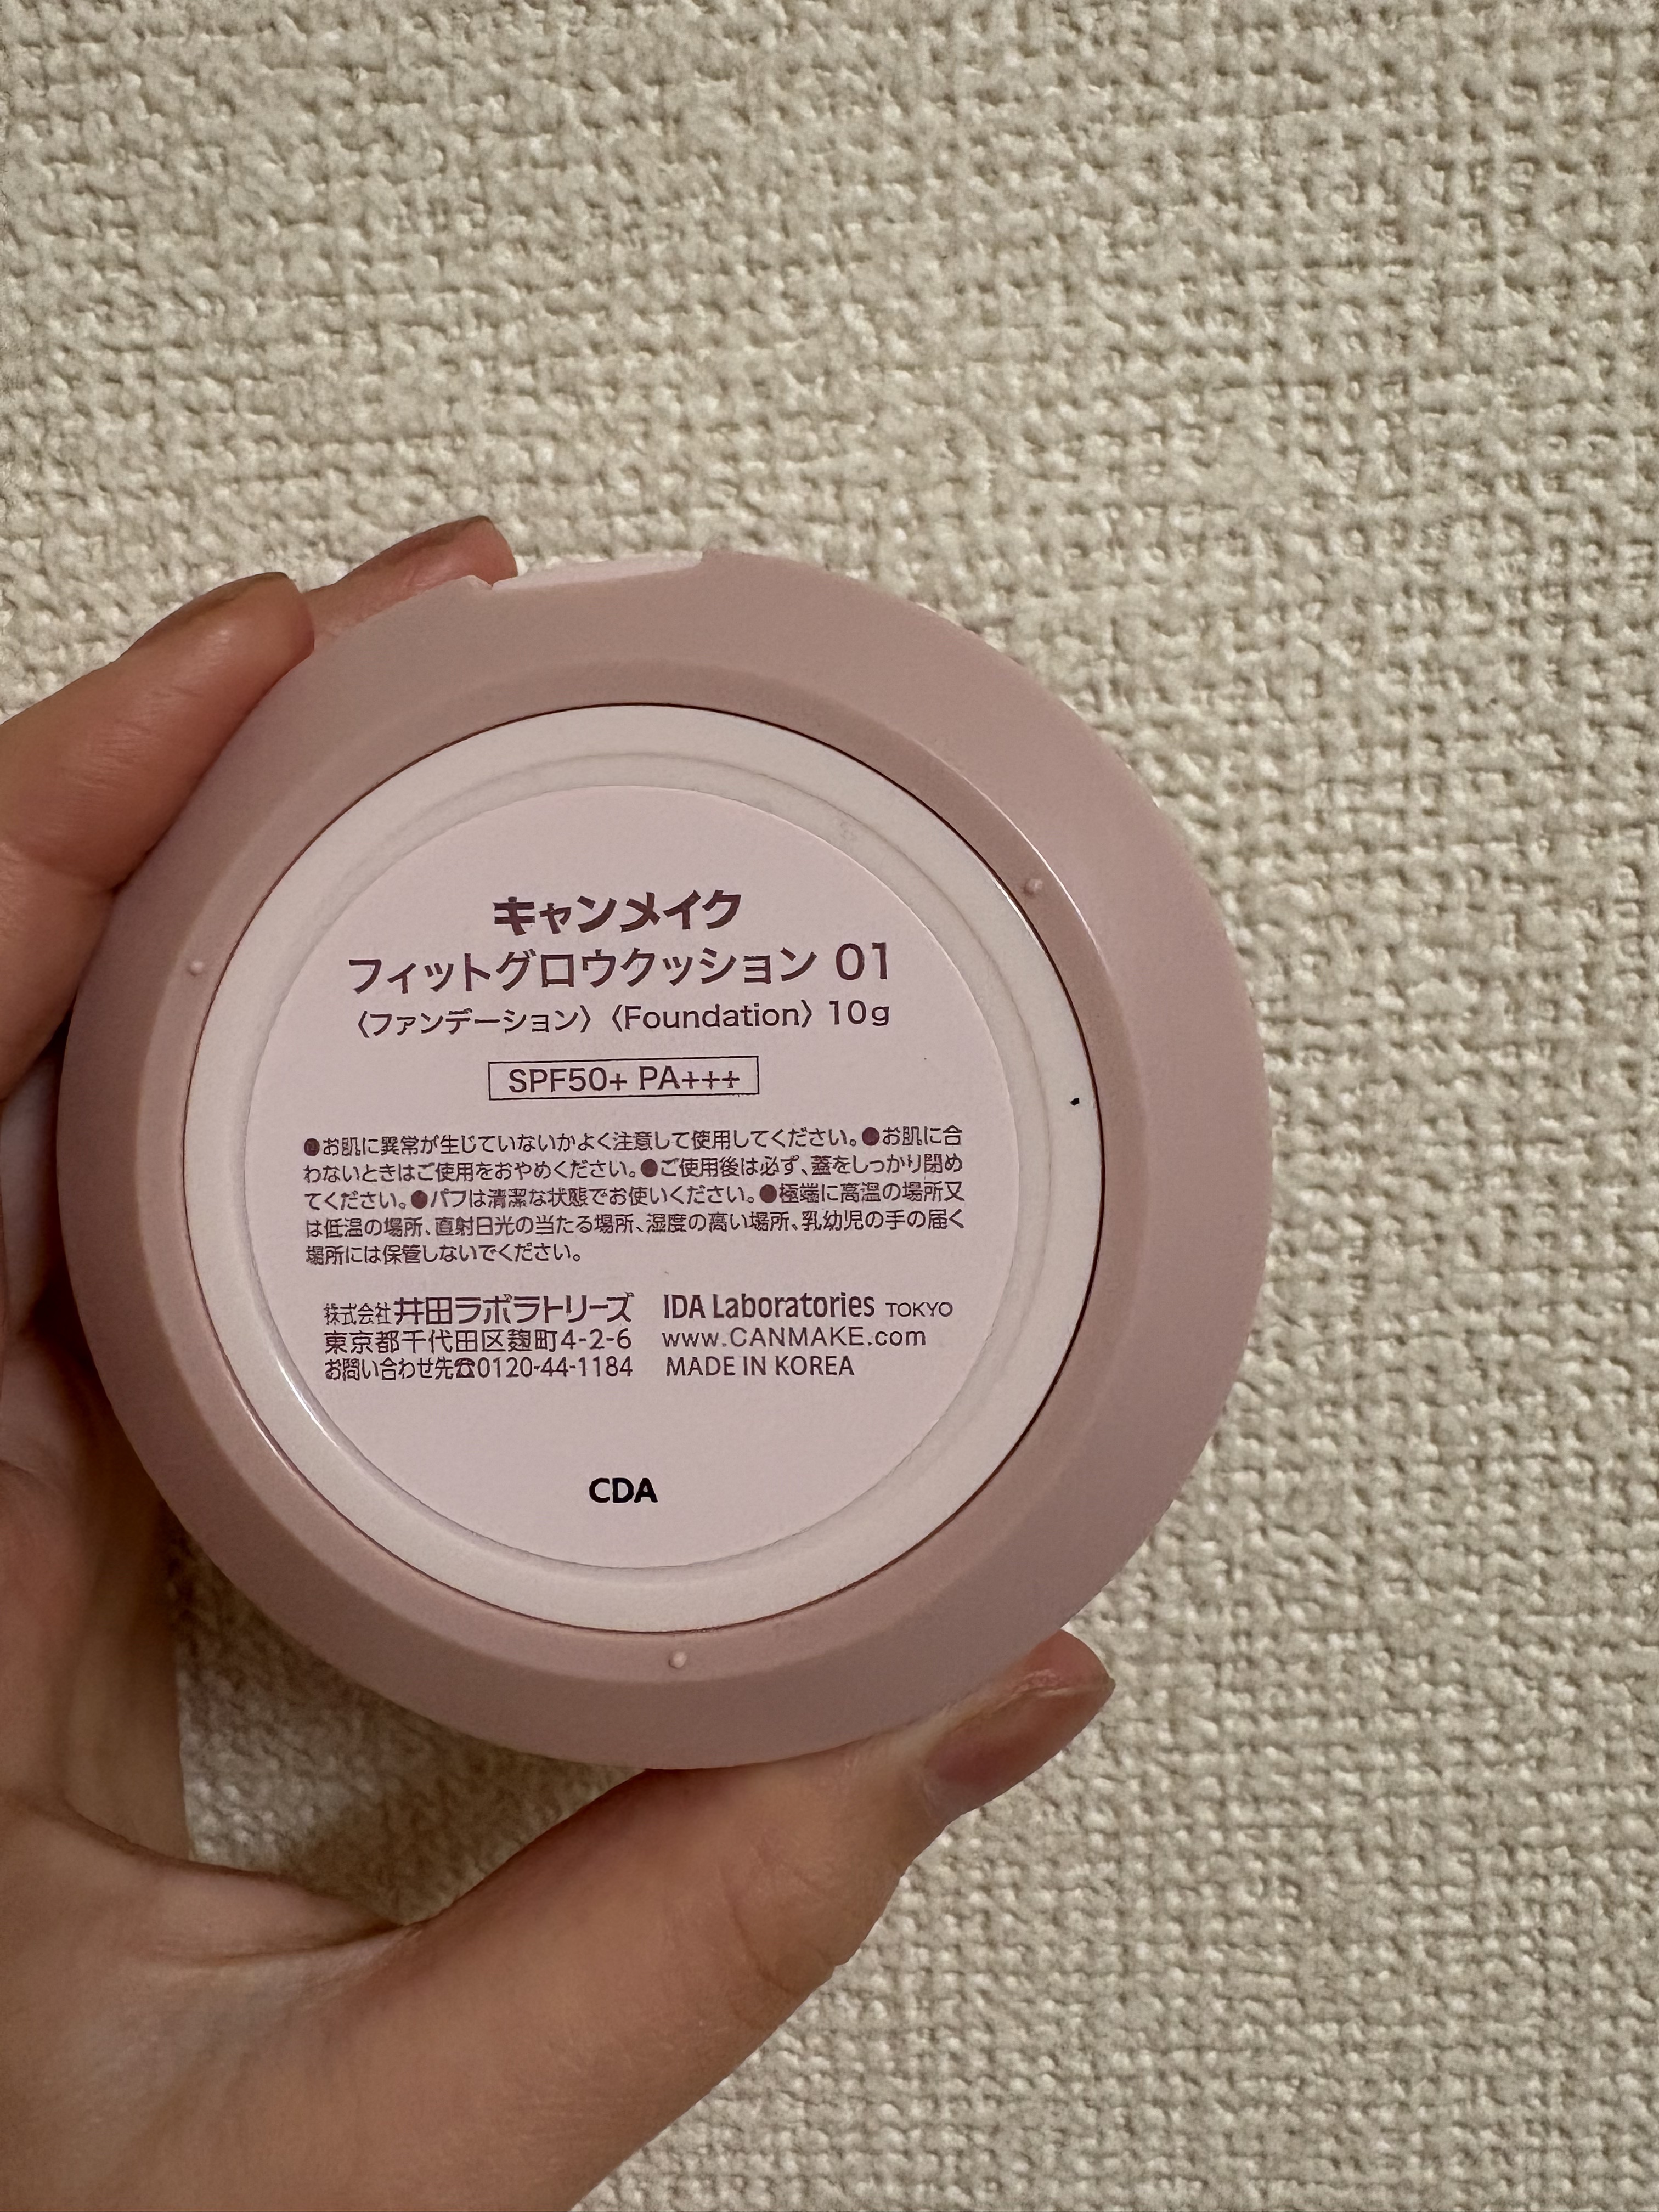 キャンメイク
フィットグロウクッション 01
〈ファンデーション〉〈Foundation〉10g
SPF50+ PA+++
●お肌に異常が生じていないかよく注意して使用してください。●お肌に合
わないときはご使用をおやめください。●ご使用後は必ず、蓋をしっかり閉め
てください。●パフは清潔な状態でお使いください。●極端に高温の場所又
は低温の場所、直射日光の当たる場所、湿度の高い場所、乳幼児の手の届く
場所には保管しないでください。
株式会社井田ラボラトリーズ
東京都千代田区麹町4-2-6
お問い合わせ先☎0120-44-1184
IDA Laboratories TOKYO
www.CANMAKE.com
MADE IN KOREA
CDA